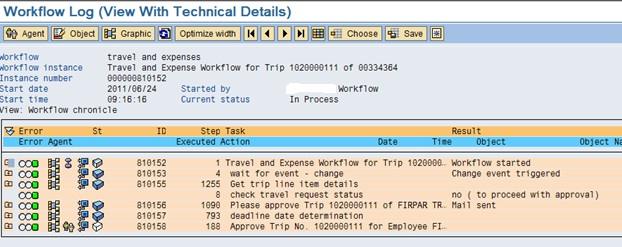 Workflow Log (View With Technical Details)
Agent Object Graphic Optimize width Choose Save
Workflow travel and expenses
Workflow instance Travel and Expense Workflow for Trip 1020000111 of 00334364
Instance number 000000810152
Start date 2011/06/24 Started by Workflow
Start time 09:16:16 Current status In Process
View: Workflow chronicle
Error St ID Step Task Result
Error Agent Executed Action Date Time Object Object Na
810152 1 Travel and Expense Workflow for Trip 1020000… Workflow started
810153 4 wait for event - change Change event triggered
810155 1255 Get trip line item details
8 check travel request status no ( to proceed with approval)
810156 1090 Please approve Trip 1020000111 of FIRPAR TR… Mail sent
810157 793 deadline date determination
810158 188 Approve Trip No. 1020000111 for Employee FI…